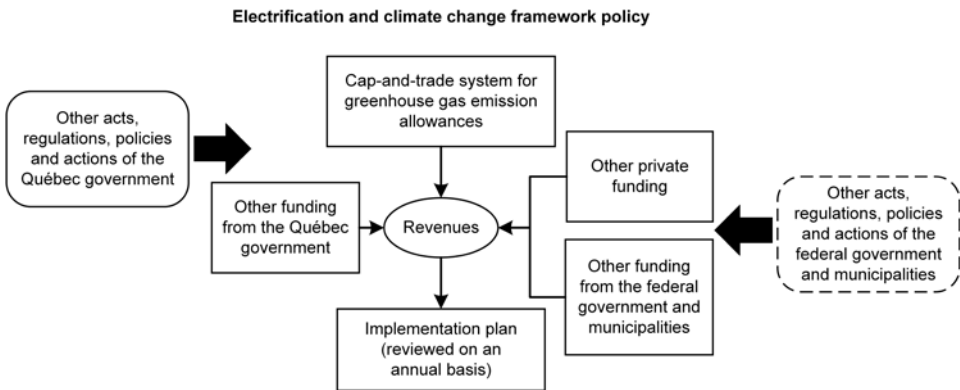 Electrification and climate change framework policy
Cap-and-trade system for
greenhouse gas emission
allowances
Other acts,
regulations, policies
and actions of the
Québec government
Other private
funding
Other acts,
regulations, policies
and actions of the
federal government
and municipalities
Other funding
from the Québec
government
Revenues
Other funding
from the federal
government and
municipalities
Implementation plan
(reviewed on an
annual basis)